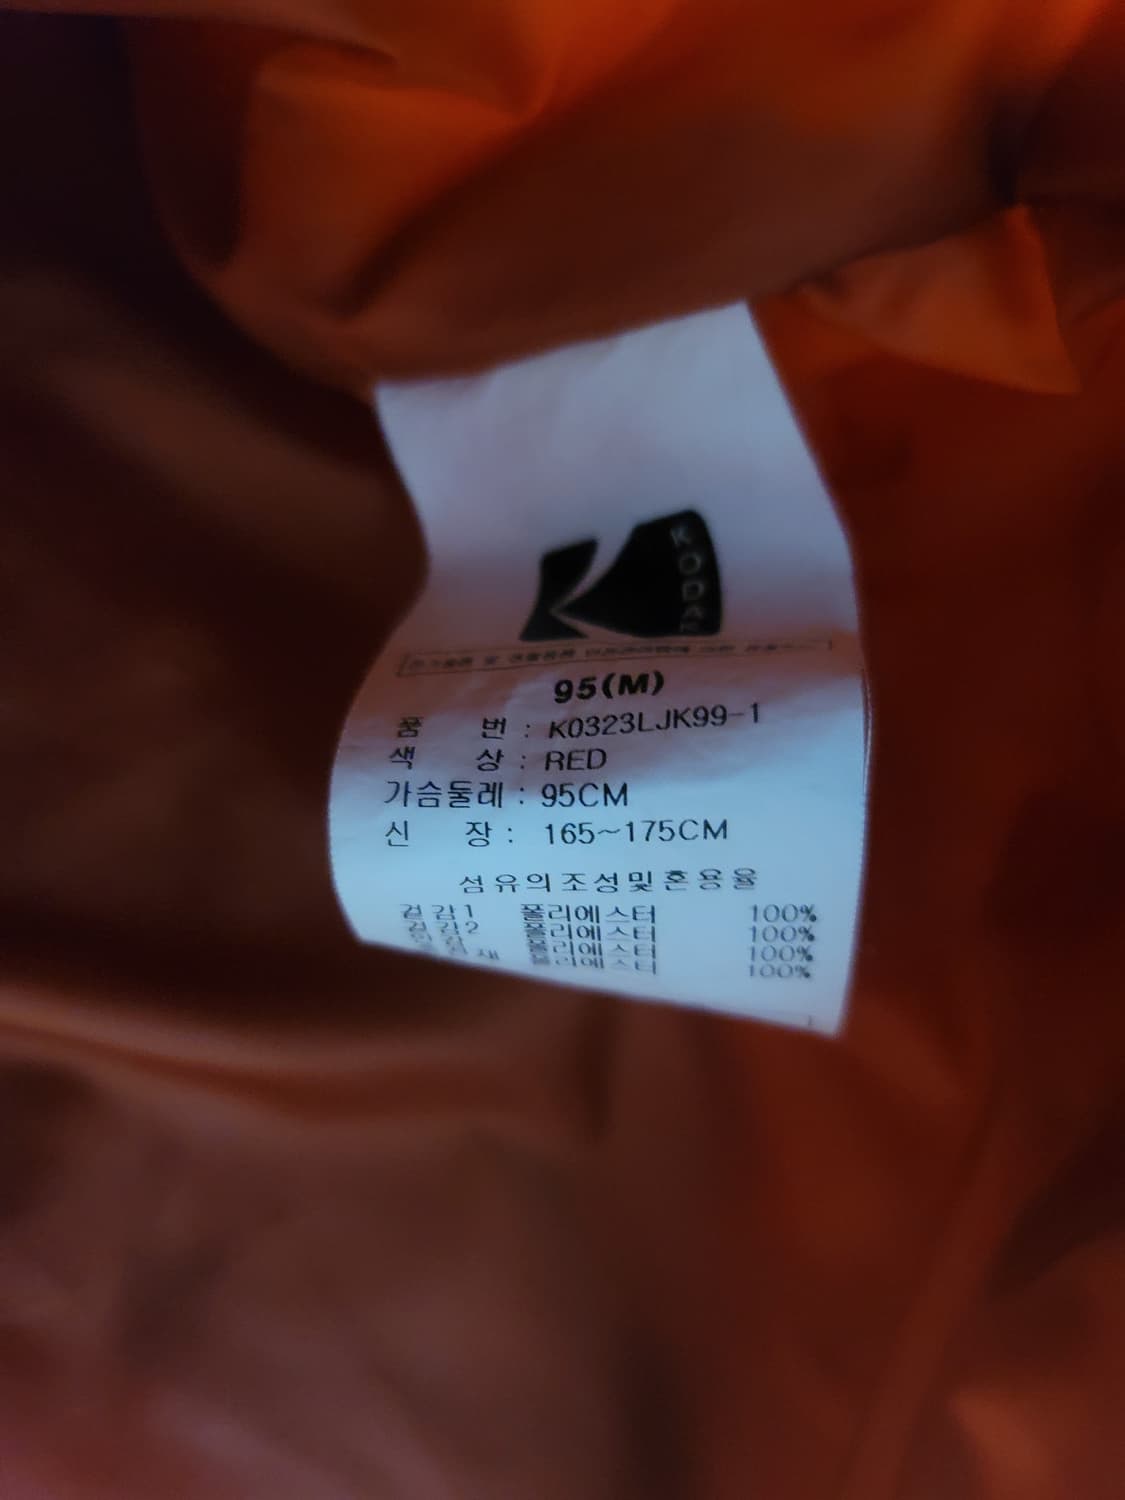 KODAK
95(M)
품 번 : K0323LJK99-1
색 상 : RED
가슴둘레 : 95CM
신 장 : 165~175CM
섬유의조성및혼용율
겉감1 폴리에스터 100%
겉감2 폴리에스터 100%
폴리에스터 100%
폴리에스터 100%